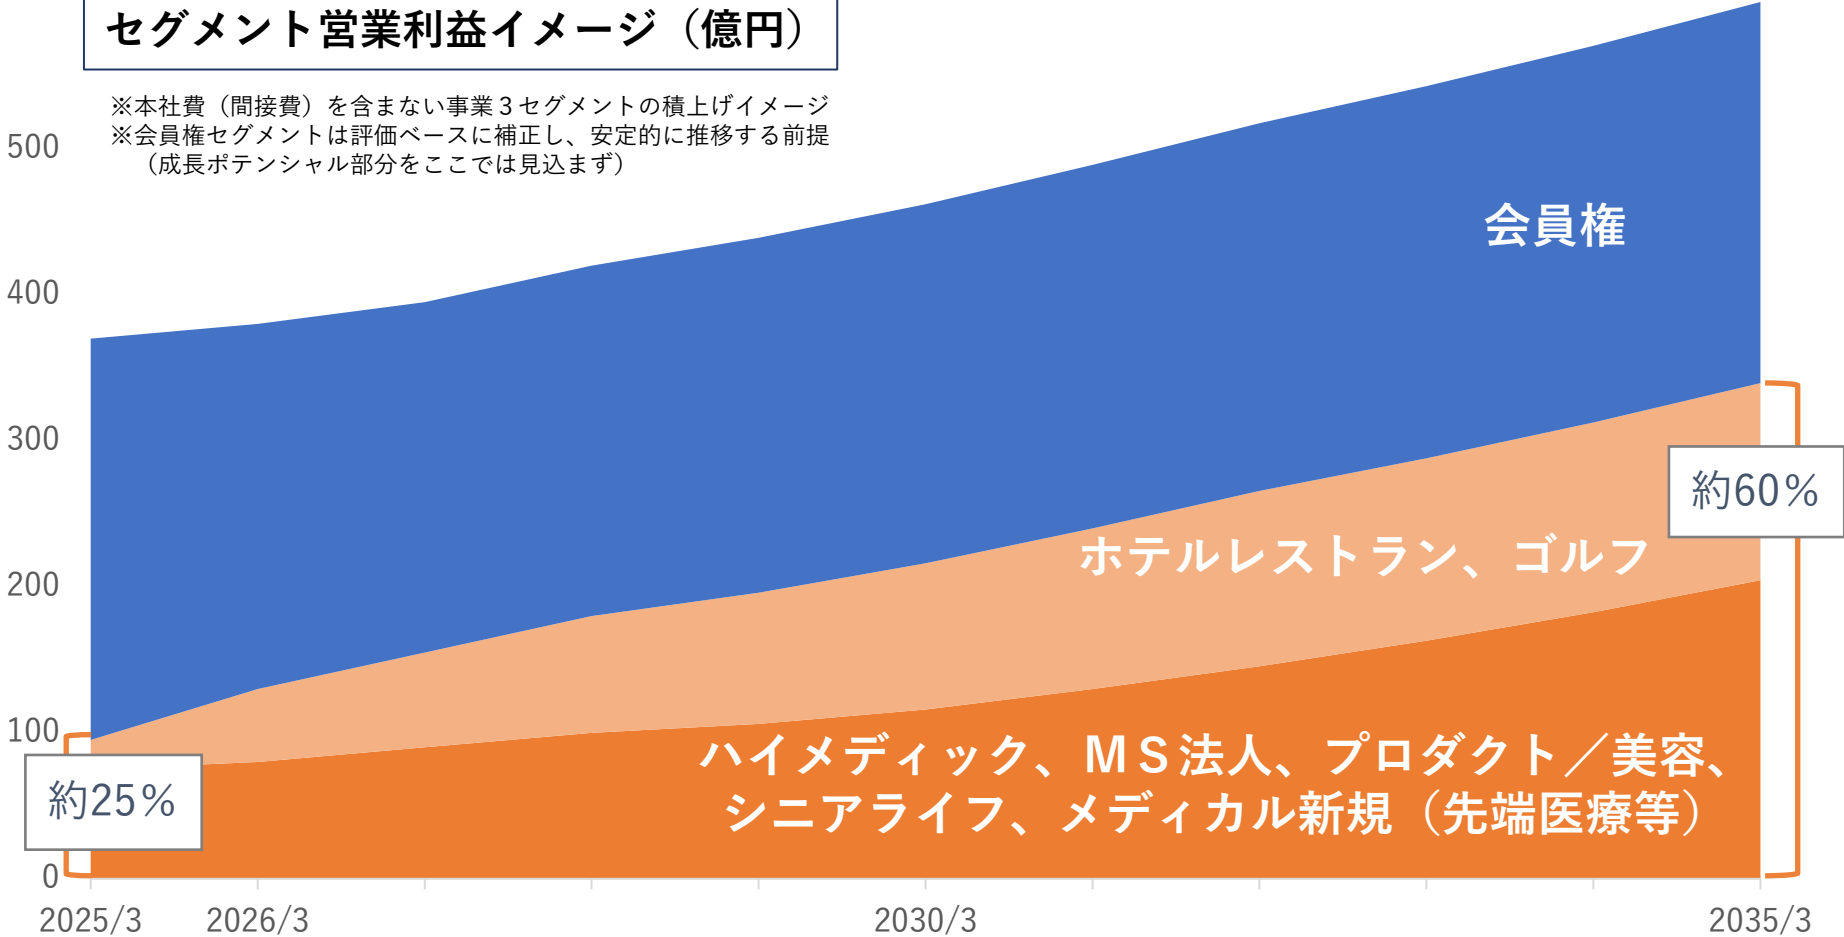 セグメント営業利益イメージ（億円）
※本社費（間接費）を含まない事業３セグメントの積上げイメージ
※会員権セグメントは評価ベースに補正し、安定的に推移する前提
（成長ポテンシャル部分をここでは見込まず）
500
400
300
200
100
0
会員権
ホテルレストラン、ゴルフ
ハイメディック、ＭＳ法人、プロダクト／美容、
シニアライフ、メディカル新規（先端医療等）
約25％
約60％
2025/3 2026/3 2030/3 2035/3